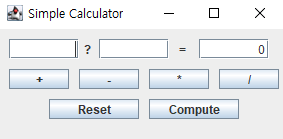 Simple Calculator
? = 0
+ - * /
Reset Compute